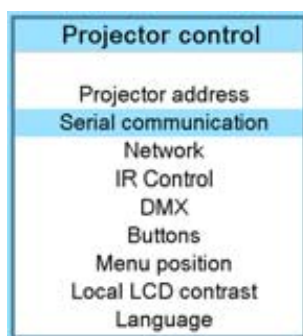 Projector control
Projector address
Serial communication
Network
IR Control
DMX
Buttons
Menu position
Local LCD contrast
Language